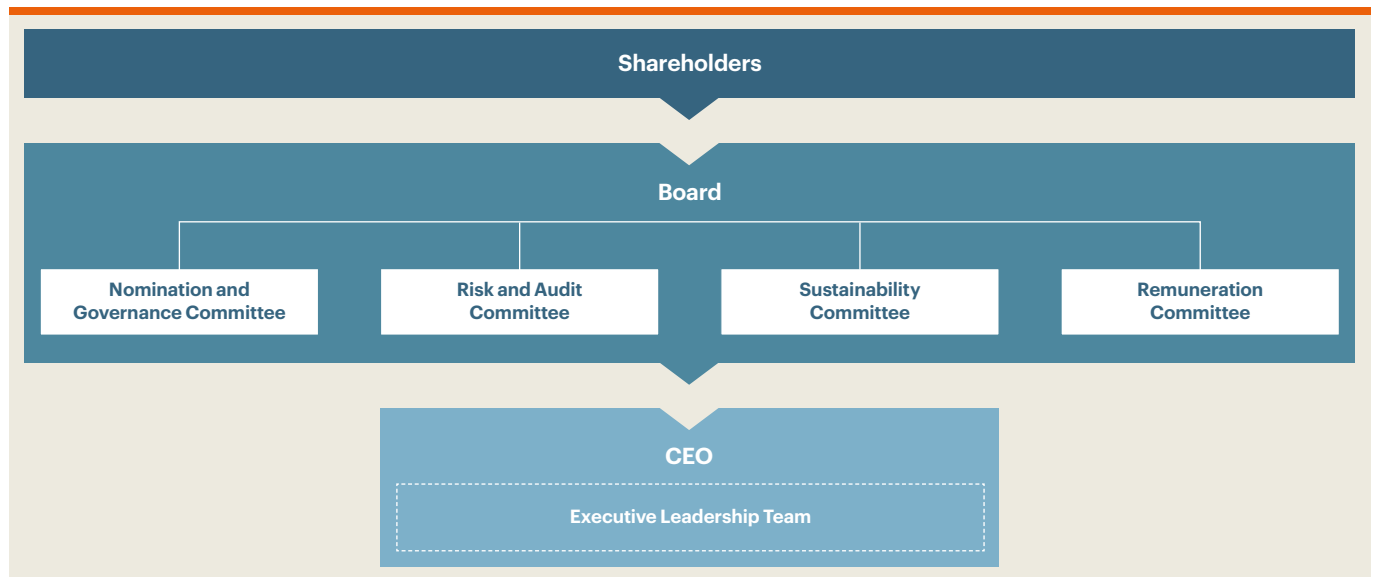 Shareholders
Board
Nomination and
Governance Committee
Risk and Audit
Committee
Sustainability
Committee
Remuneration
Committee
CEO
Executive Leadership Team